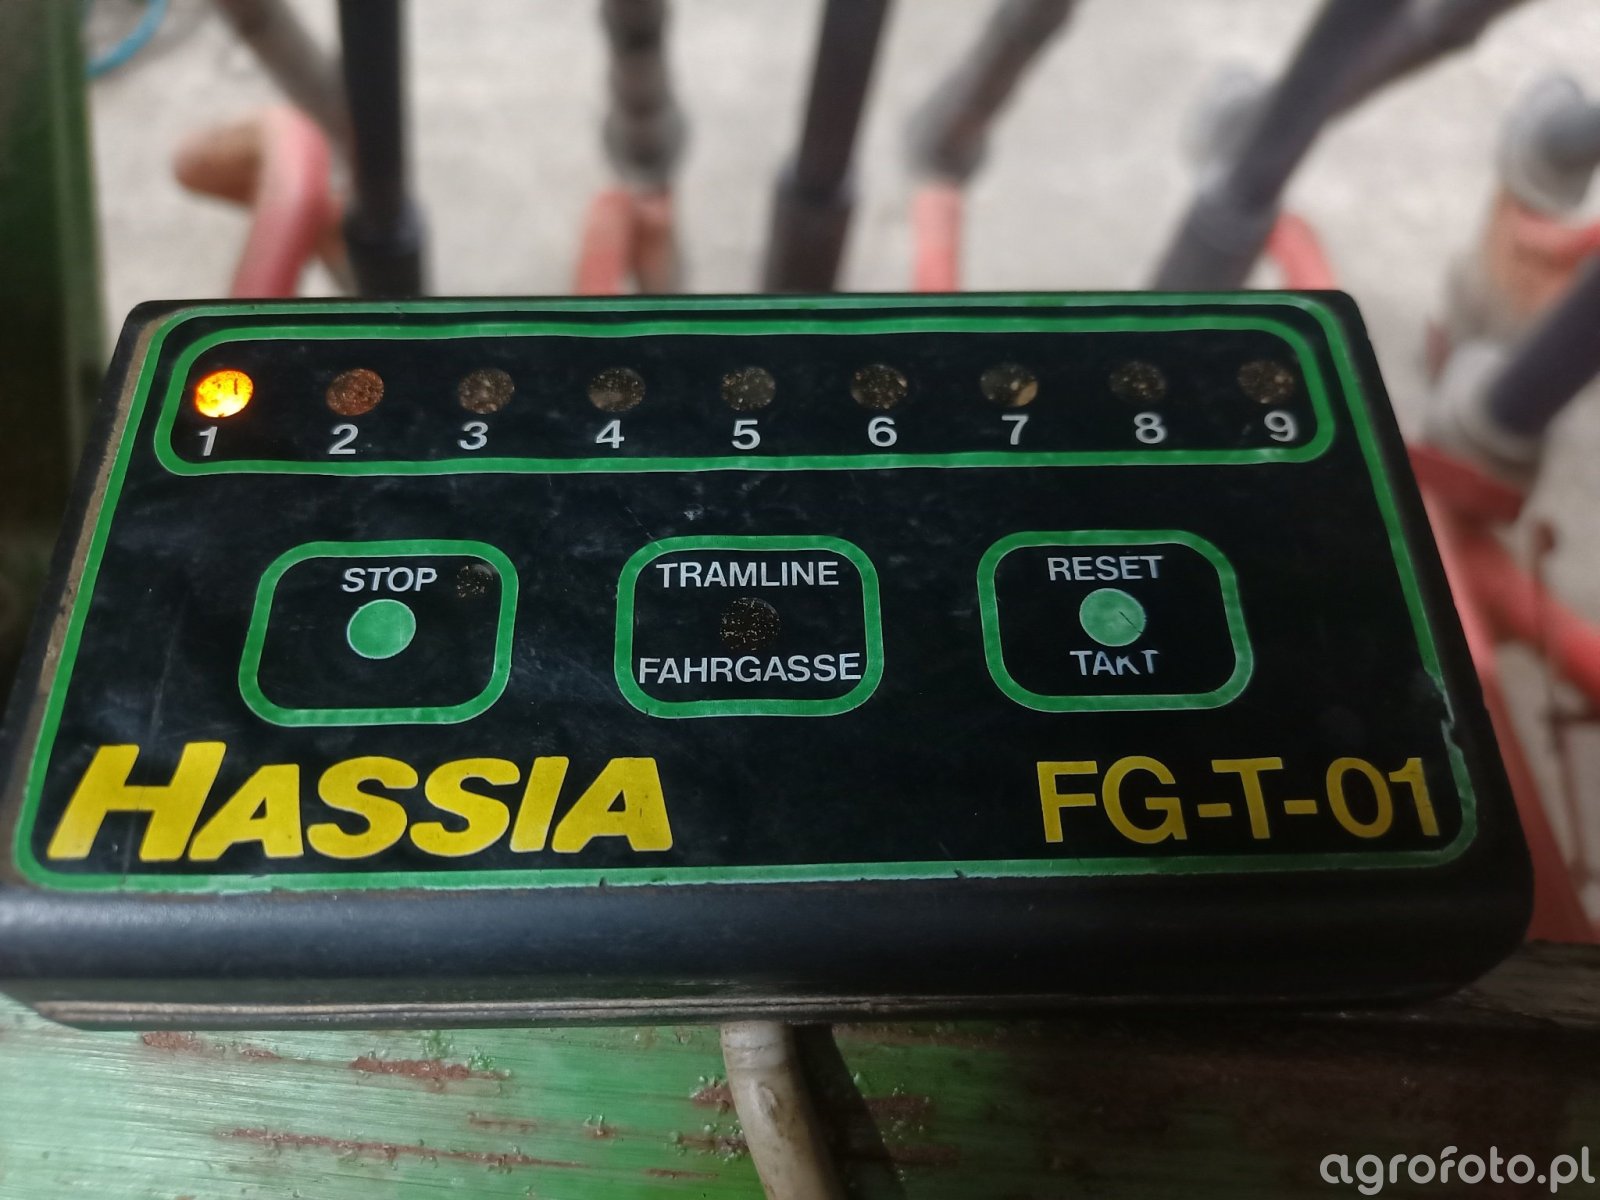 1 2 3 4 5 6 7 8 9
STOP
TRAMLINE
FAHRGASSE
RESET
TAKT
HASSIA
FG-T-01
agrofoto.pl